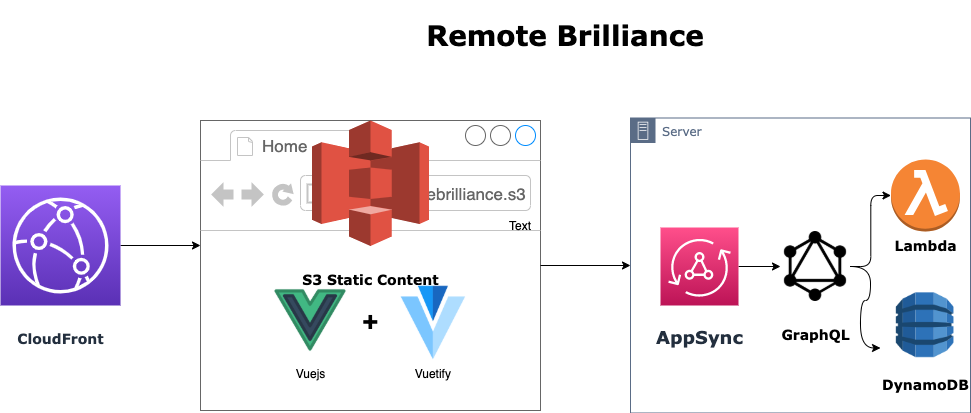 Remote Brilliance
Home
ebrilliance.s3
Text
S3 Static Content
+
Vuejs
Vuetify
CloudFront
Server
AppSync
GraphQL
λ
Lambda
DynamoDB